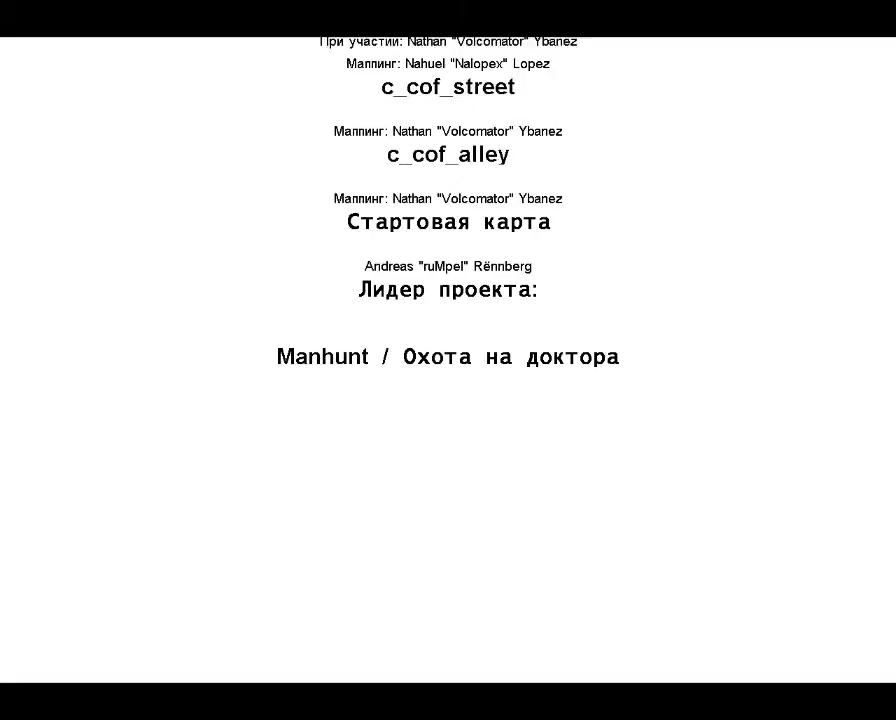 При участии: Nathan "Volcomator" Ybanez
Маппинг: Nahuel "Nalopex" Lopez
c_cof_street
Маппинг: Nathan "Volcomator" Ybanez
c_cof_alley
Маппинг: Nathan "Volcomator" Ybanez
Стартовая карта
Andreas "ruMpel" Rënnberg
Лидер проекта:
Manhunt / Охота на доктора